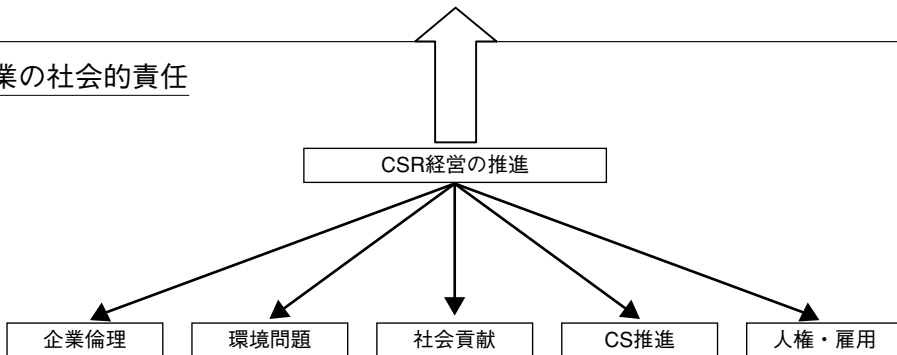 業の社会的責任
CSR経営の推進
企業倫理
環境問題
社会貢献
CS推進
人権・雇用